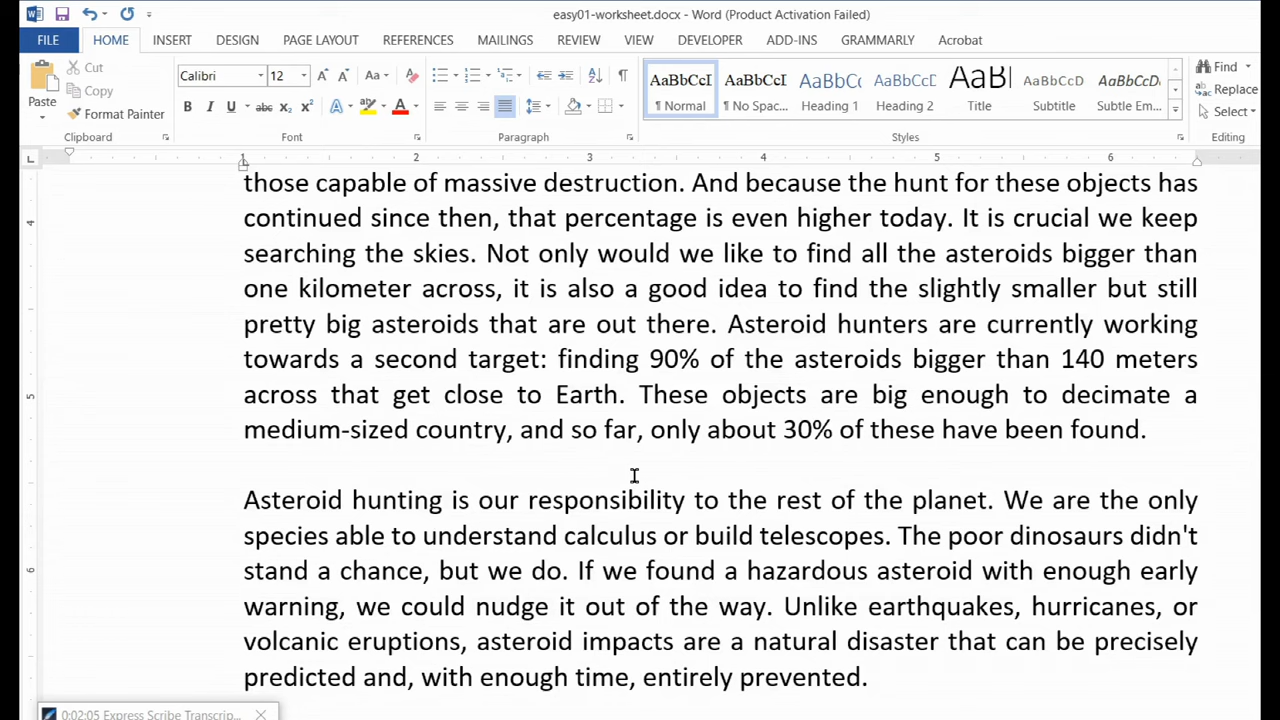 easy01-worksheet.docx - Word (Product Activation Failed)
FILE HOME INSERT DESIGN PAGE LAYOUT REFERENCES MAILINGS REVIEW VIEW DEVELOPER ADD-INS GRAMMARLY Acrobat
Paste
Cut
Copy
Format Painter
Clipboard
Calibri 12
Font
Paragraph
AaBbCcI AaBbCcI AaBbCc AaBbCcD AaBI AaBbCcD AaBbCcD
¶ Normal ¶ No Spac... Heading 1 Heading 2 Title Subtitle Subtle Em...
Styles
Find
Replace
Select
Editing
1 2 3 4 5 6
4
5
6
those capable of massive destruction. And because the hunt for these objects has
continued since then, that percentage is even higher today. It is crucial we keep
searching the skies. Not only would we like to find all the asteroids bigger than
one kilometer across, it is also a good idea to find the slightly smaller but still
pretty big asteroids that are out there. Asteroid hunters are currently working
towards a second target: finding 90% of the asteroids bigger than 140 meters
across that get close to Earth. These objects are big enough to decimate a
medium-sized country, and so far, only about 30% of these have been found.
Asteroid hunting is our responsibility to the rest of the planet. We are the only
species able to understand calculus or build telescopes. The poor dinosaurs didn't
stand a chance, but we do. If we found a hazardous asteroid with enough early
warning, we could nudge it out of the way. Unlike earthquakes, hurricanes, or
volcanic eruptions, asteroid impacts are a natural disaster that can be precisely
predicted and, with enough time, entirely prevented.
0:02:05 Express Scribe Transcrip...